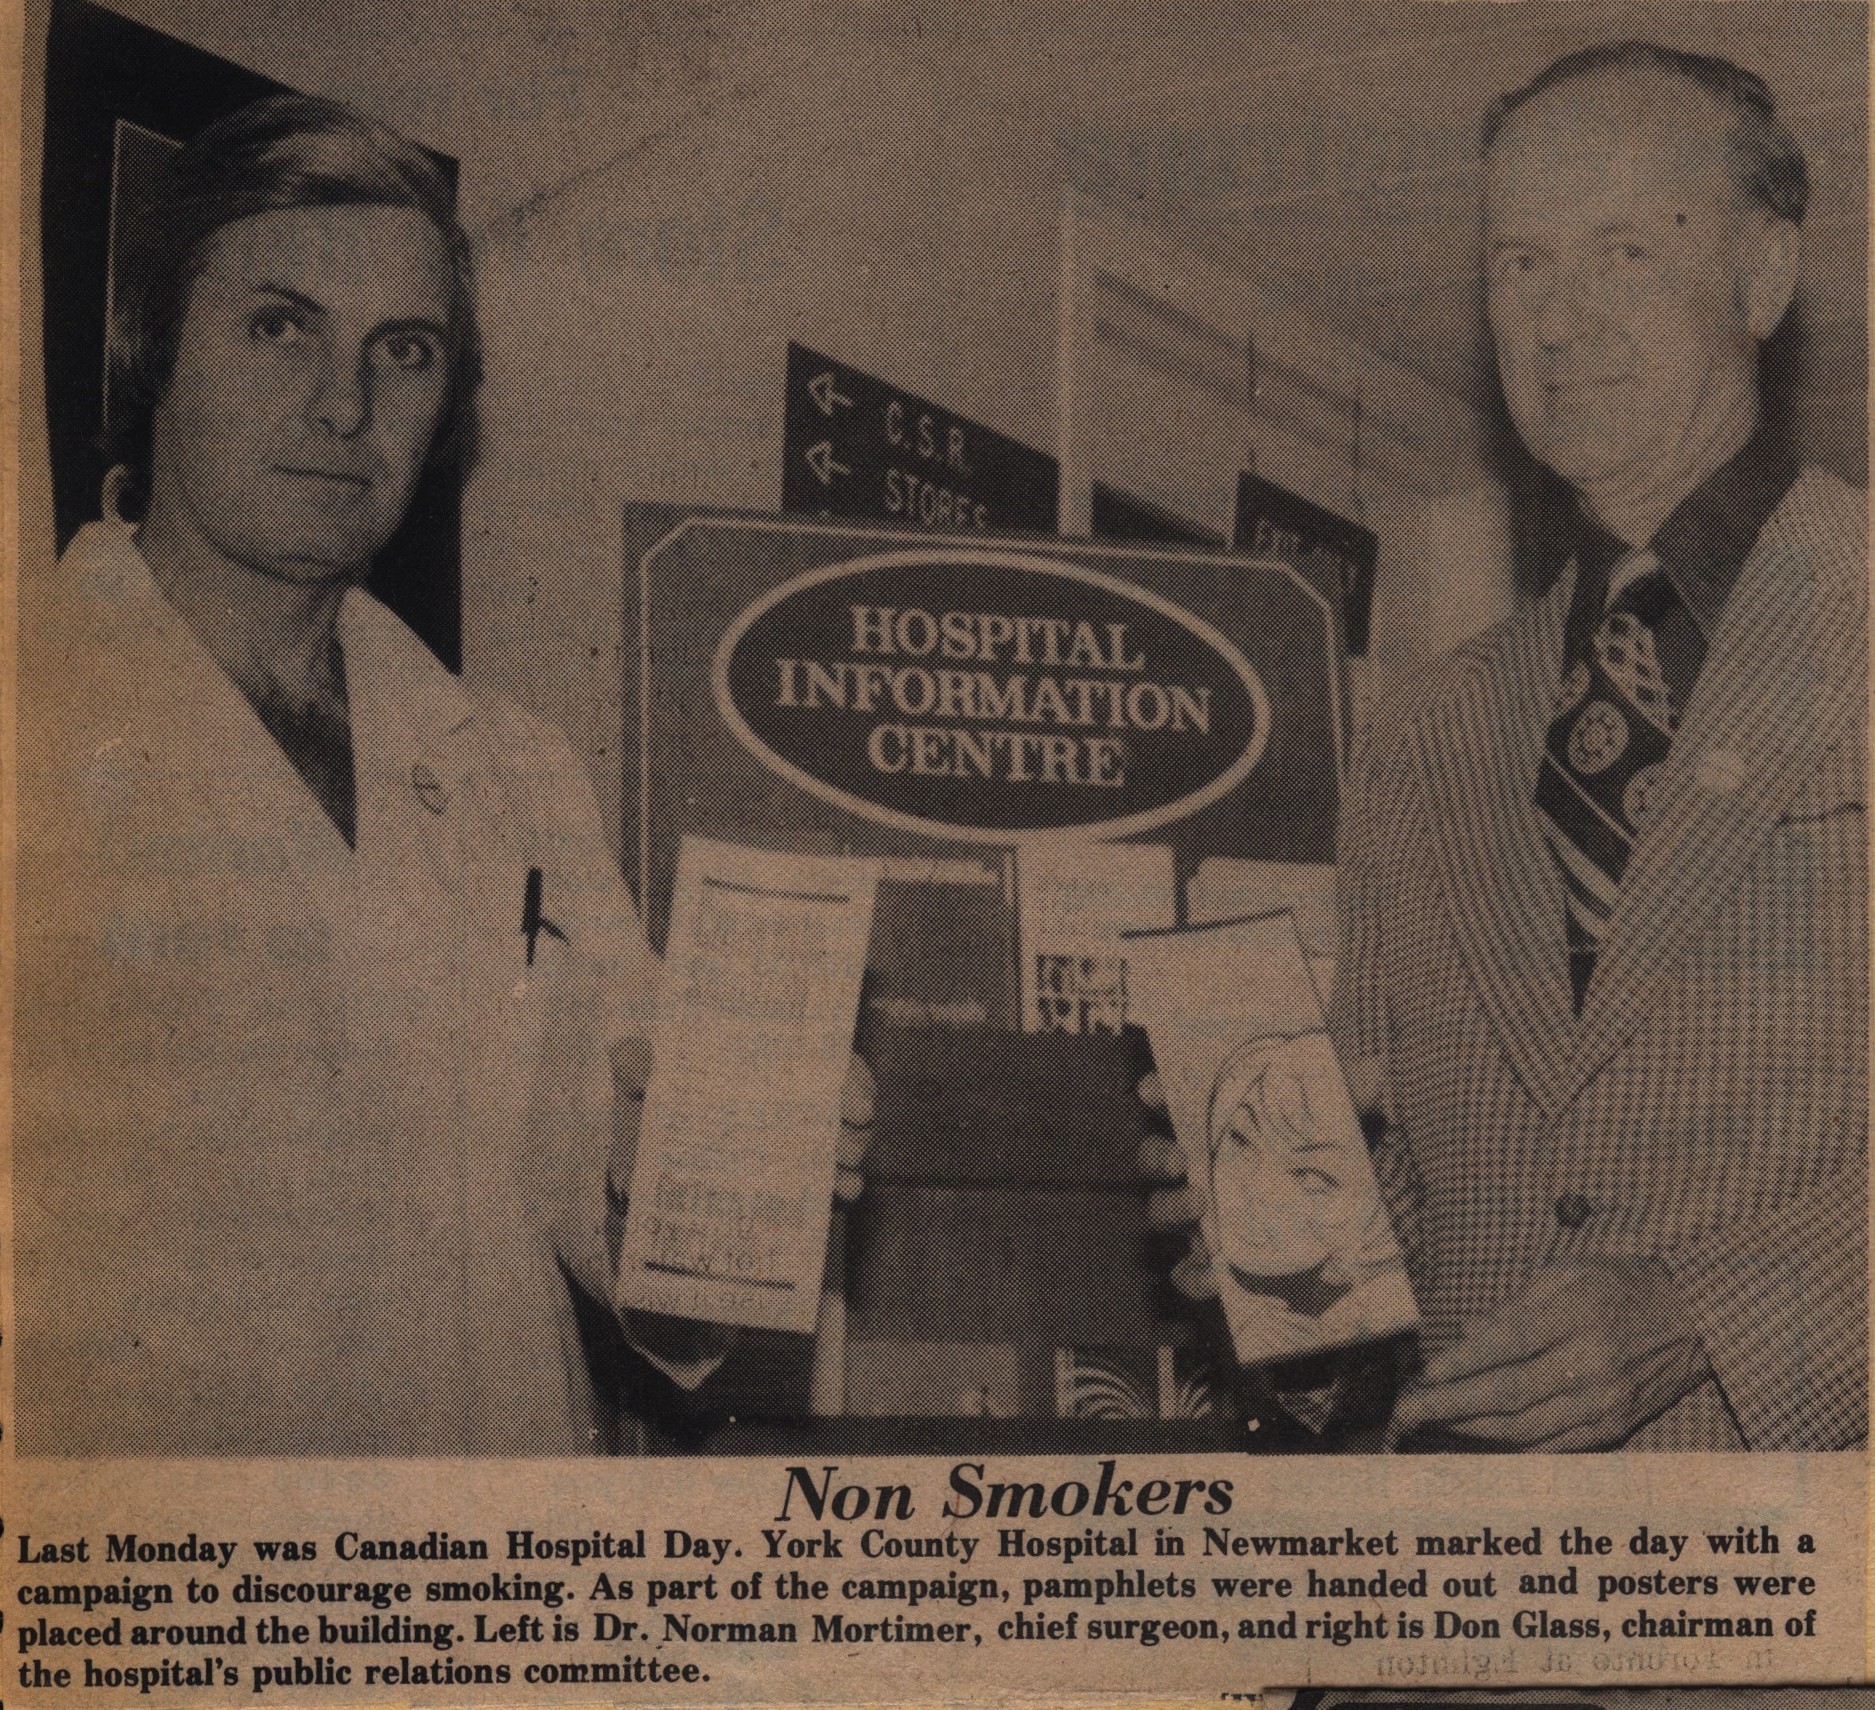 C.S.R.
STORES
HOSPITAL
INFORMATION
CENTRE
Non Smokers
Last Monday was Canadian Hospital Day. York County Hospital in Newmarket marked the day with a
campaign to discourage smoking. As part of the campaign, pamphlets were handed out and posters were
placed around the building. Left is Dr. Norman Mortimer, chief surgeon, and right is Don Glass, chairman of
the hospital's public relations committee.